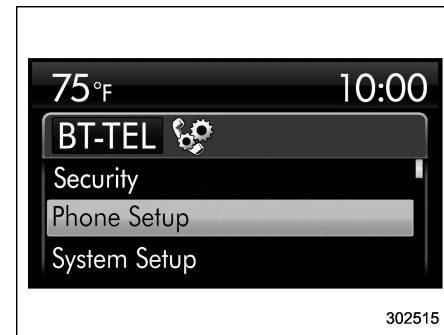 75°F 10:00
BT-TEL
Security
Phone Setup
System Setup
302515